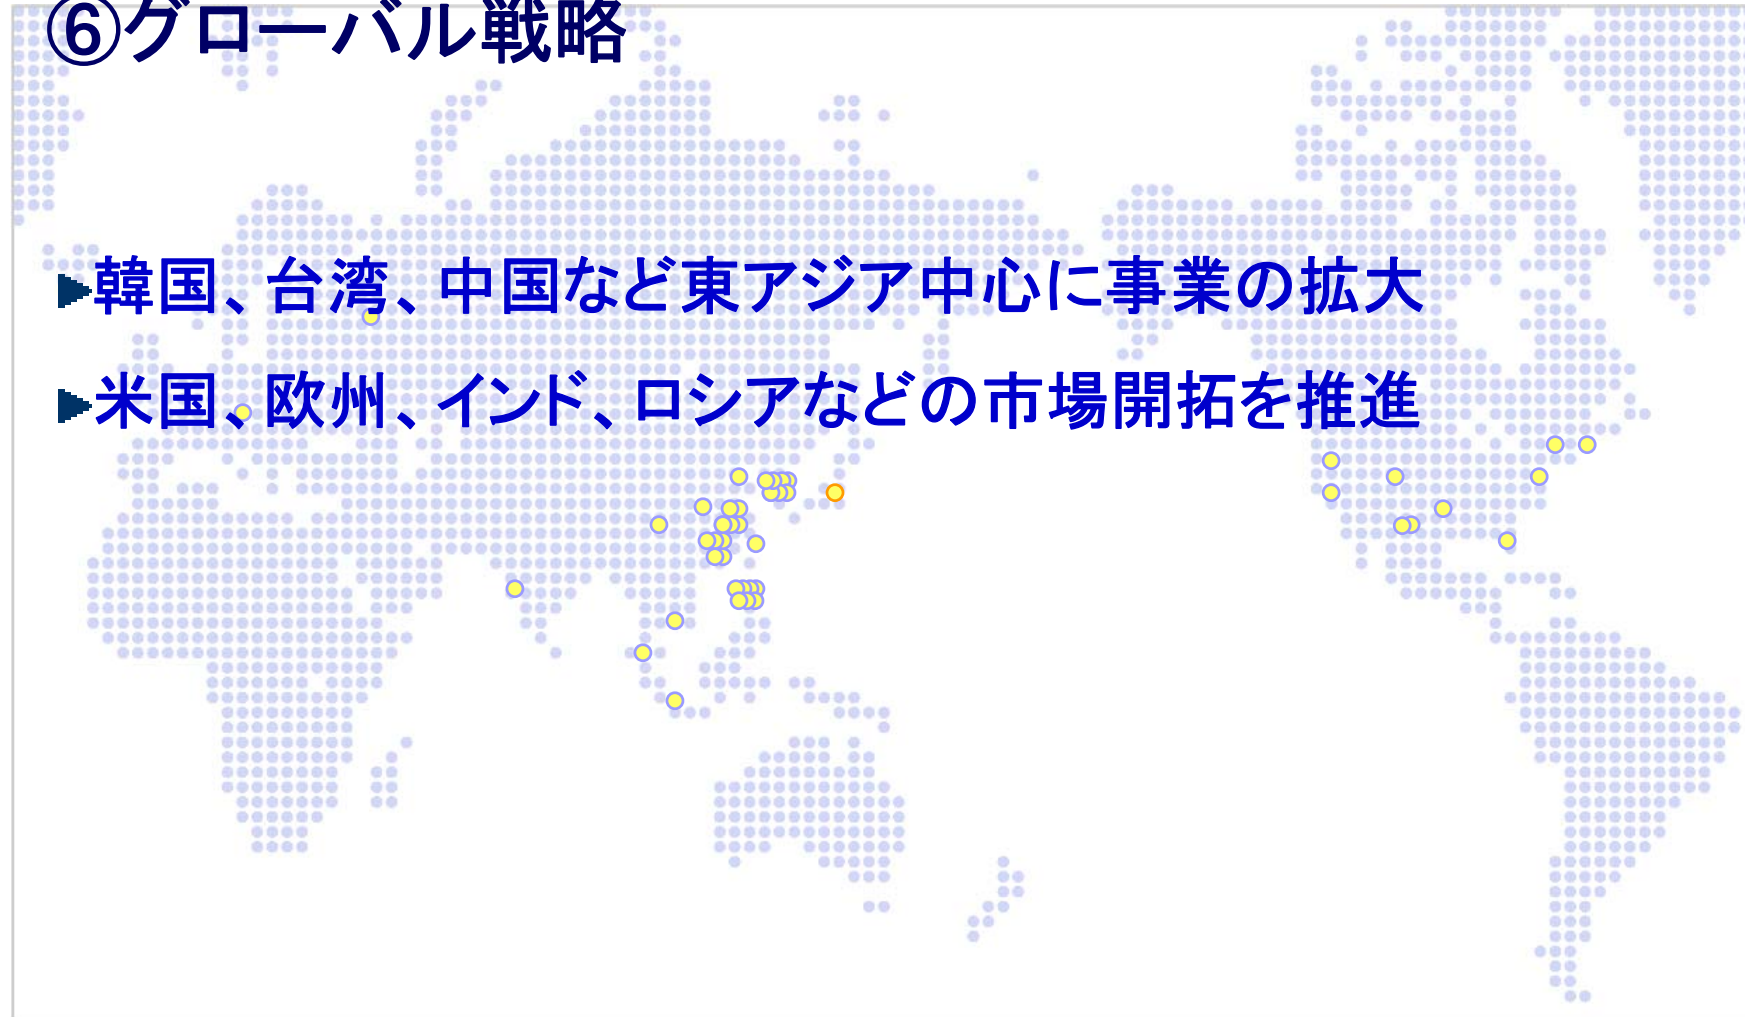 ⑥グローバル戦略
韓国、台湾、中国など東アジア中心に事業の拡大
米国、欧州、インド、ロシアなどの市場開拓を推進